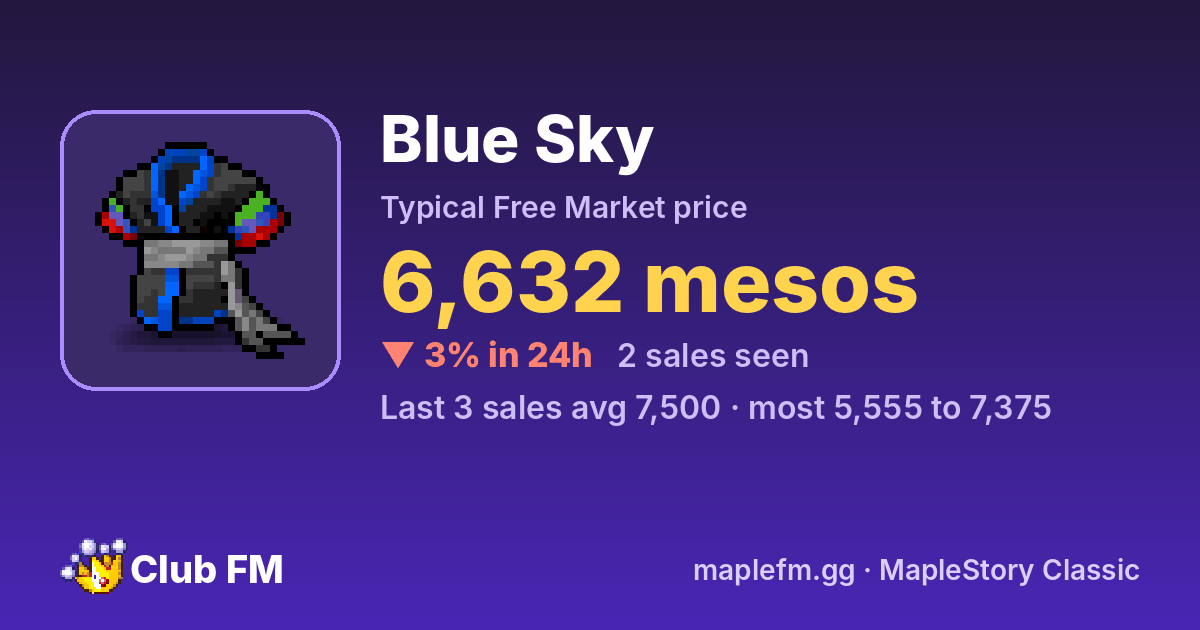 Blue Sky
Typical Free Market price
6,632 mesos
▼ 3% in 24h 2 sales seen
Last 3 sales avg 7,500 · most 5,555 to 7,375
Club FM
maplefm.gg · MapleStory Classic